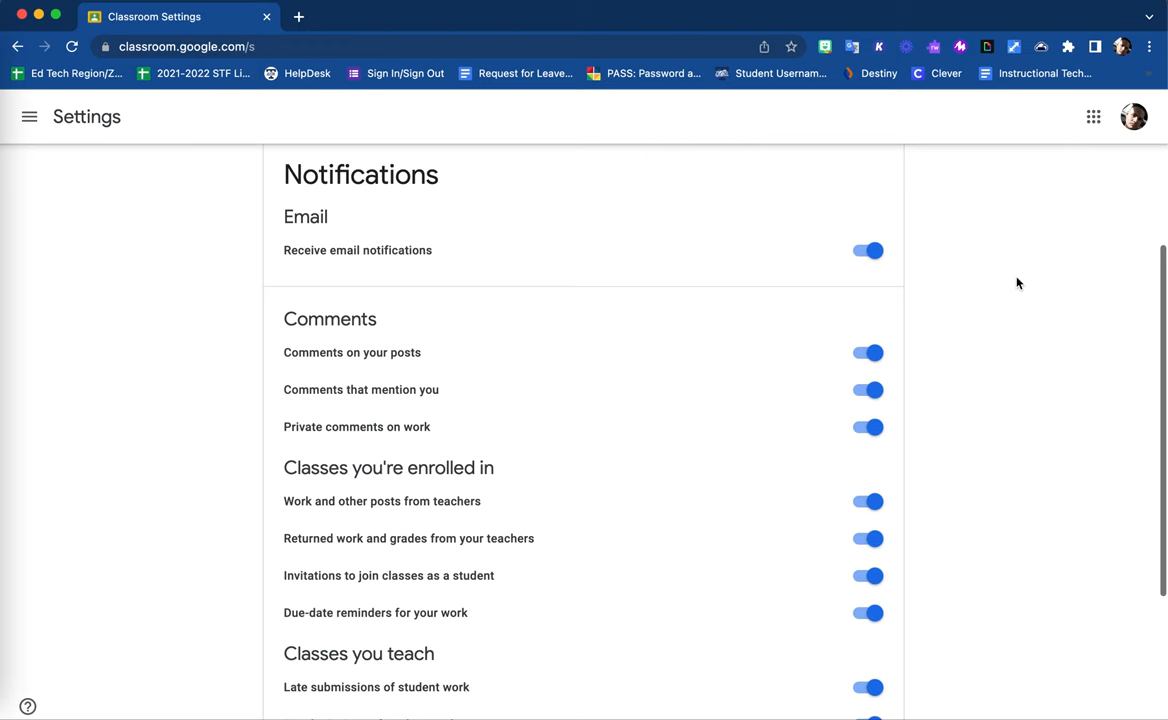 Classroom Settings
classroom.google.com/s
Ed Tech Region/Z...
2021-2022 STF Li...
HelpDesk
Sign In/Sign Out
Request for Leave...
PASS: Password a...
Student Usernam...
Destiny
Clever
Instructional Tech...
Settings
Notifications
Email
Receive email notifications
Comments
Comments on your posts
Comments that mention you
Private comments on work
Classes you're enrolled in
Work and other posts from teachers
Returned work and grades from your teachers
Invitations to join classes as a student
Due-date reminders for your work
Classes you teach
Late submissions of student work